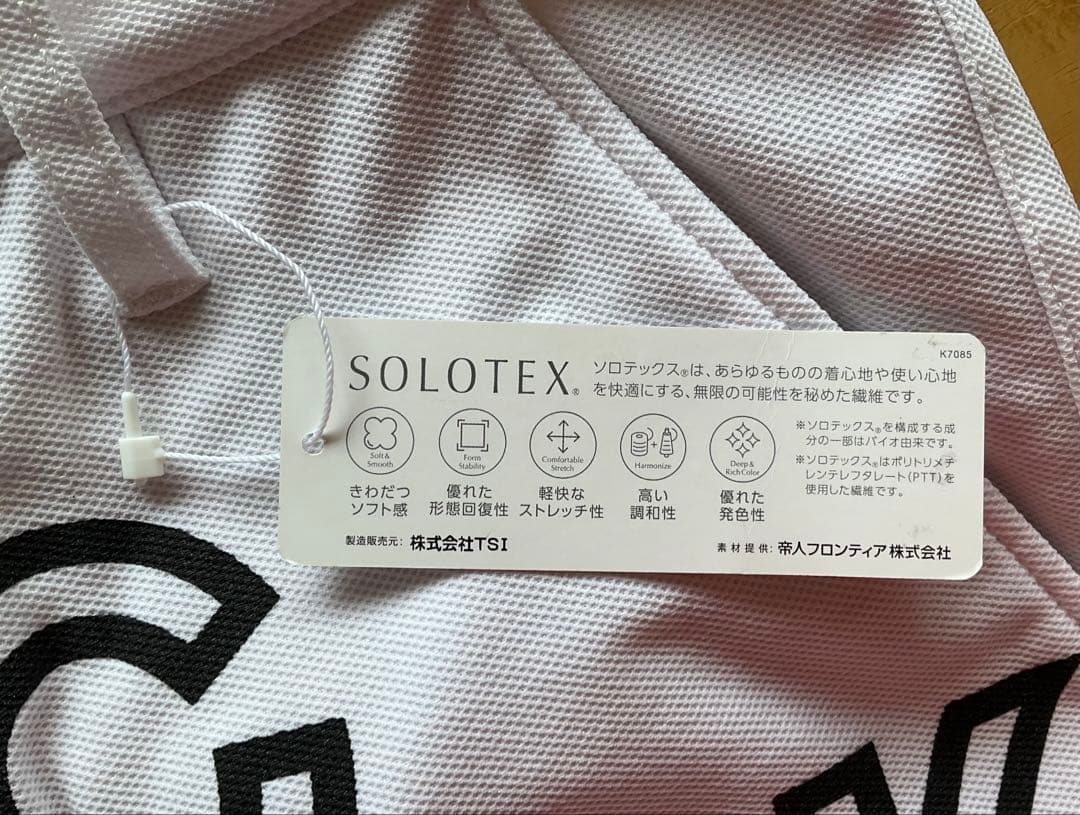 K7085
SOLOTEX®
ソロテックス®は、あらゆるものの着心地や使い心地
を快適にする、無限の可能性を秘めた繊維です。
Soft &
Smooth
きわだつ
ソフト感
Form
Stability
優れた
形態回復性
Comfortable
Stretch
軽快な
ストレッチ性
Harmonize
高い
調和性
Deep &
Rich Color
優れた
発色性
※ソロテックス®を構成する成
分の一部はバイオ由来です。
※ソロテックス®はポリトリメチ
レンテレフタレート(PTT)を
使用した繊維です。
製造販売元: 株式会社TSI
素材提供: 帝人フロンティア株式会社